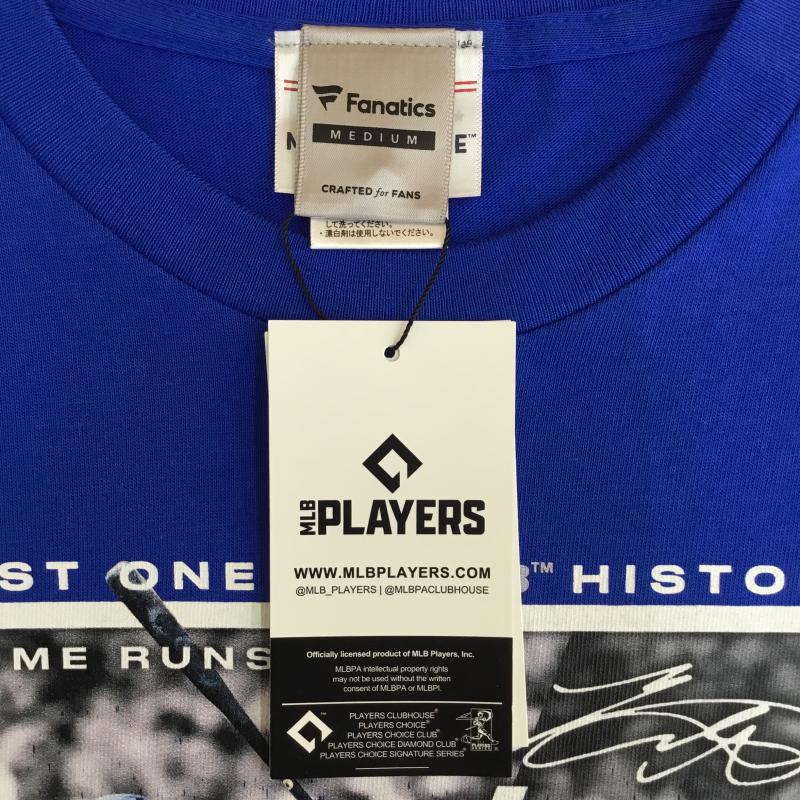 Fanatics
MEDIUM
CRAFTED for FANS
して洗ってください。
・漂白剤は使用しないでください。
MLB
PLAYERS
WWW.MLBPLAYERS.COM
@MLB_PLAYERS | @MLBPACLUBHOUSE
ST ONE ™ HISTO
ME RUNS
Officially licensed product of MLB Players, Inc.
MLBPA intellectual property rights
may not be used without the written
consent of MLBPA or MLBPI.
PLAYERS CLUBHOUSE®
PLAYERS CHOICE®
PLAYERS CHOICE CLUB®
PLAYERS CHOICE DIAMOND CLUB®
PLAYERS CHOICE SIGNATURE SERIES®